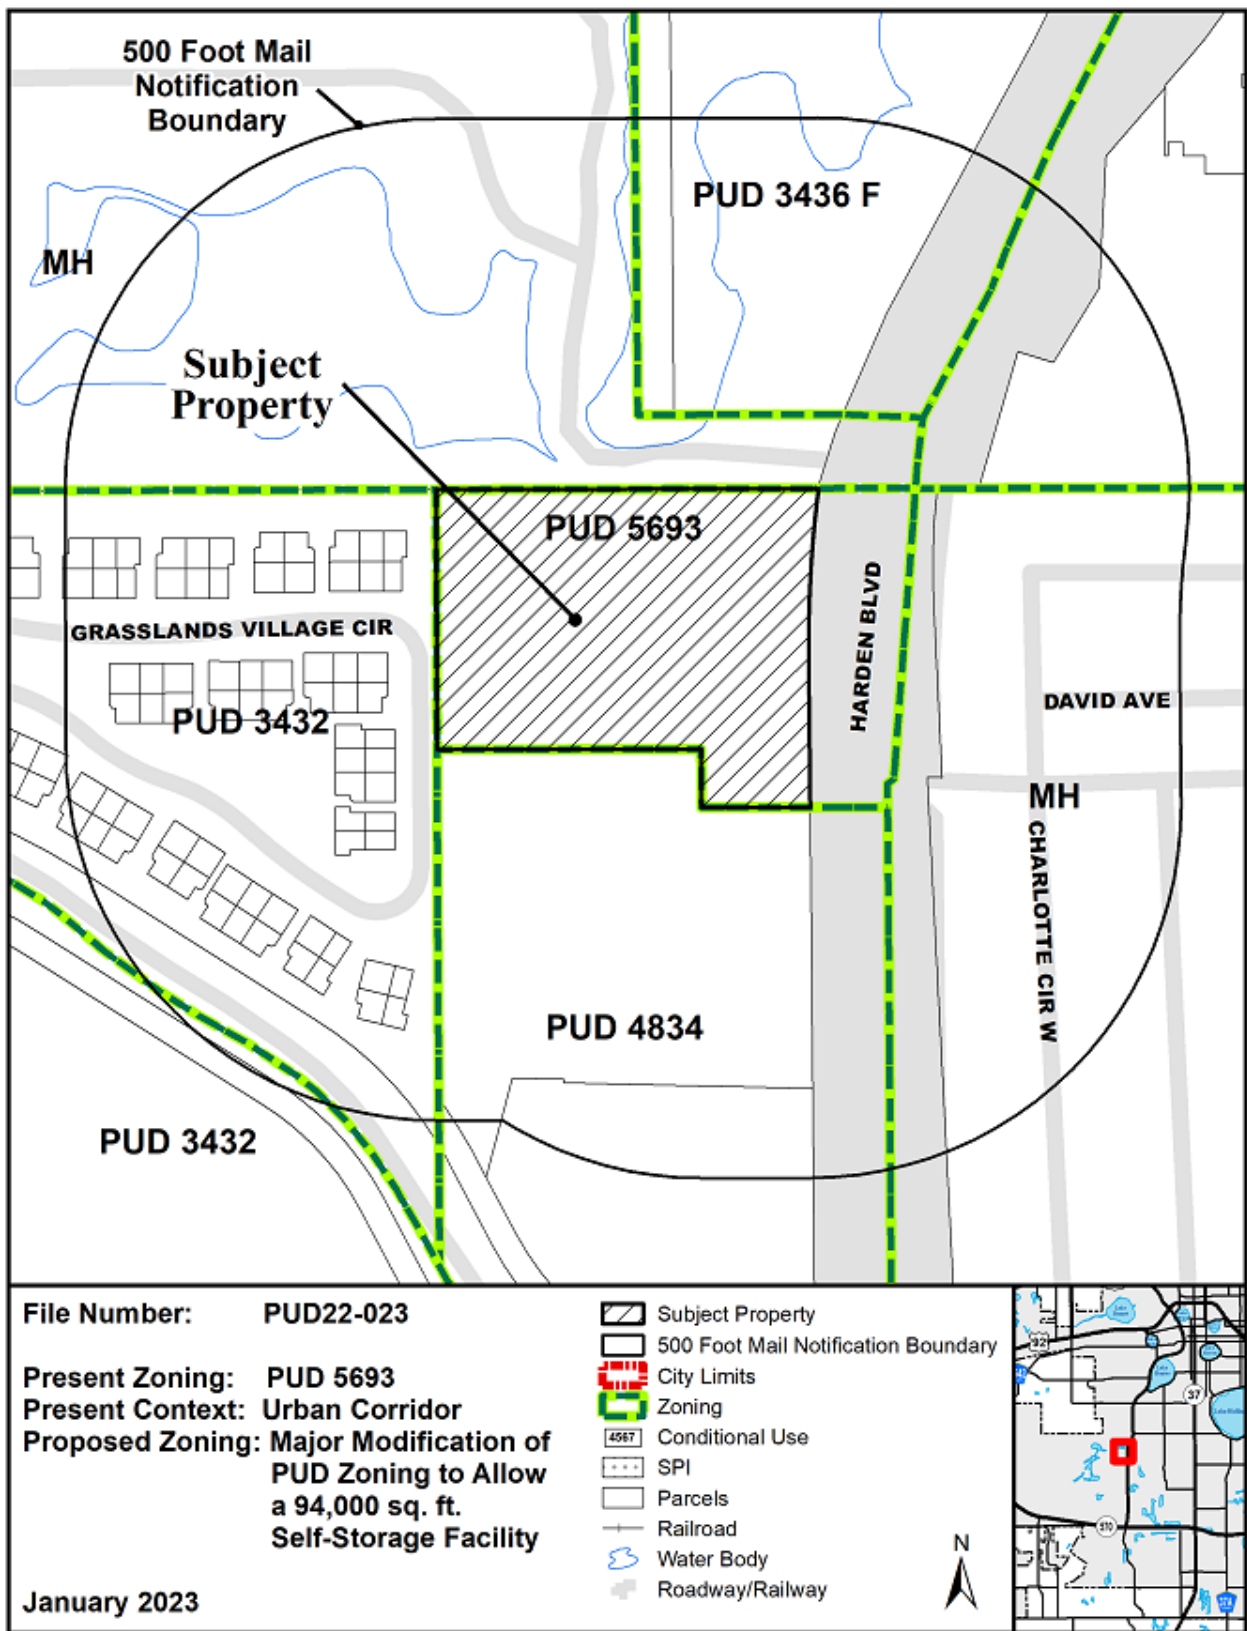 500 Foot Mail
Notification
Boundary
PUD 3436 F
MH
Subject
Property
PUD 5693
HARDEN BLVD
GRASSLANDS VILLAGE CIR
DAVID AVE
PUD 3432
MH
CHARLOTTE CIR W
PUD 4834
PUD 3432
File Number: PUD22-023
Present Zoning: PUD 5693
Present Context: Urban Corridor
Proposed Zoning: Major Modification of
PUD Zoning to Allow
a 94,000 sq. ft.
Self-Storage Facility
January 2023
Subject Property
500 Foot Mail Notification Boundary
City Limits
Zoning
4567 Conditional Use
SPI
Parcels
Railroad
Water Body
Roadway/Railway
N
92
37
570